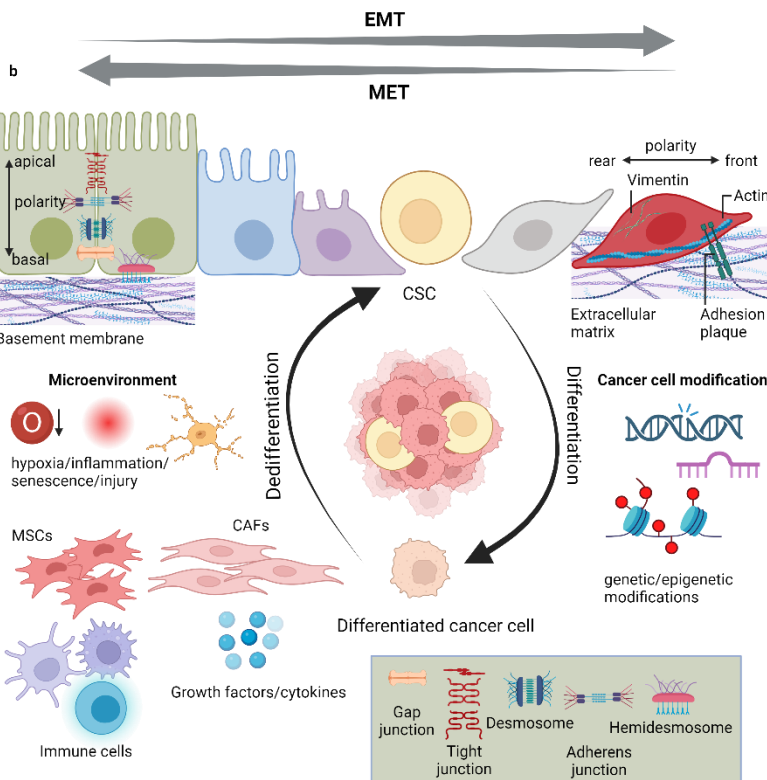 EMT
b
MET
apical
polarity
basal
Basement membrane
polarity
rear
front
Vimentin
Actin
Extracellular
matrix
Adhesion
plaque
CSC
Dedifferentiation
Differentiation
Microenvironment
O
hypoxia/inflammation/
senescence/injury
Cancer cell modification
genetic/epigenetic
modifications
MSCs
CAFs
Differentiated cancer cell
Growth factors/cytokines
Immune cells
Gap
junction
Tight
junction
Desmosome
Adherens
junction
Hemidesmosome